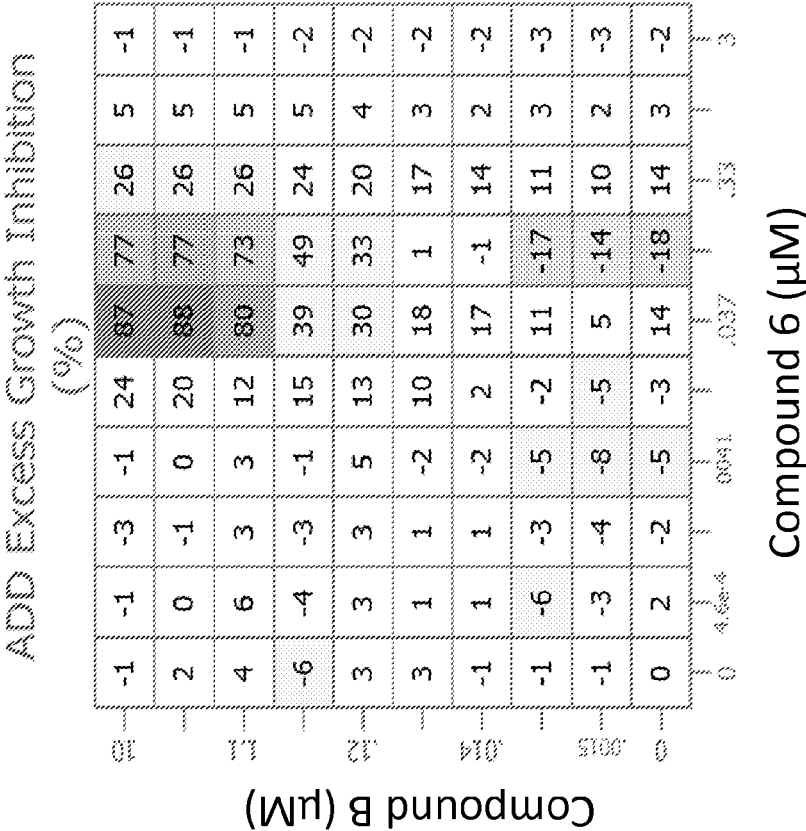 ADD Excess Growth Inhibition
(%)
Compound B (μM)
10 -1 -1 -3 -1 24 87 77 26 5 -1
2 0 -1 0 20 88 77 26 5 -1
1.1 4 6 3 3 12 80 73 26 5 -1
-6 -4 -3 -1 15 39 49 24 5 -2
.12 3 3 3 5 13 30 33 20 4 -2
3 1 1 -2 10 18 1 17 3 -2
.014 -1 1 1 -2 2 17 -1 14 2 -2
-1 -6 -3 -5 -2 11 -17 11 3 -3
.0015 -1 -3 -4 -8 -5 5 -14 10 2 -3
0 0 2 -2 -5 -3 14 -18 14 3 -2
0 4.6e-4 .0041 .037 .33 3
Compound 6 (μM)